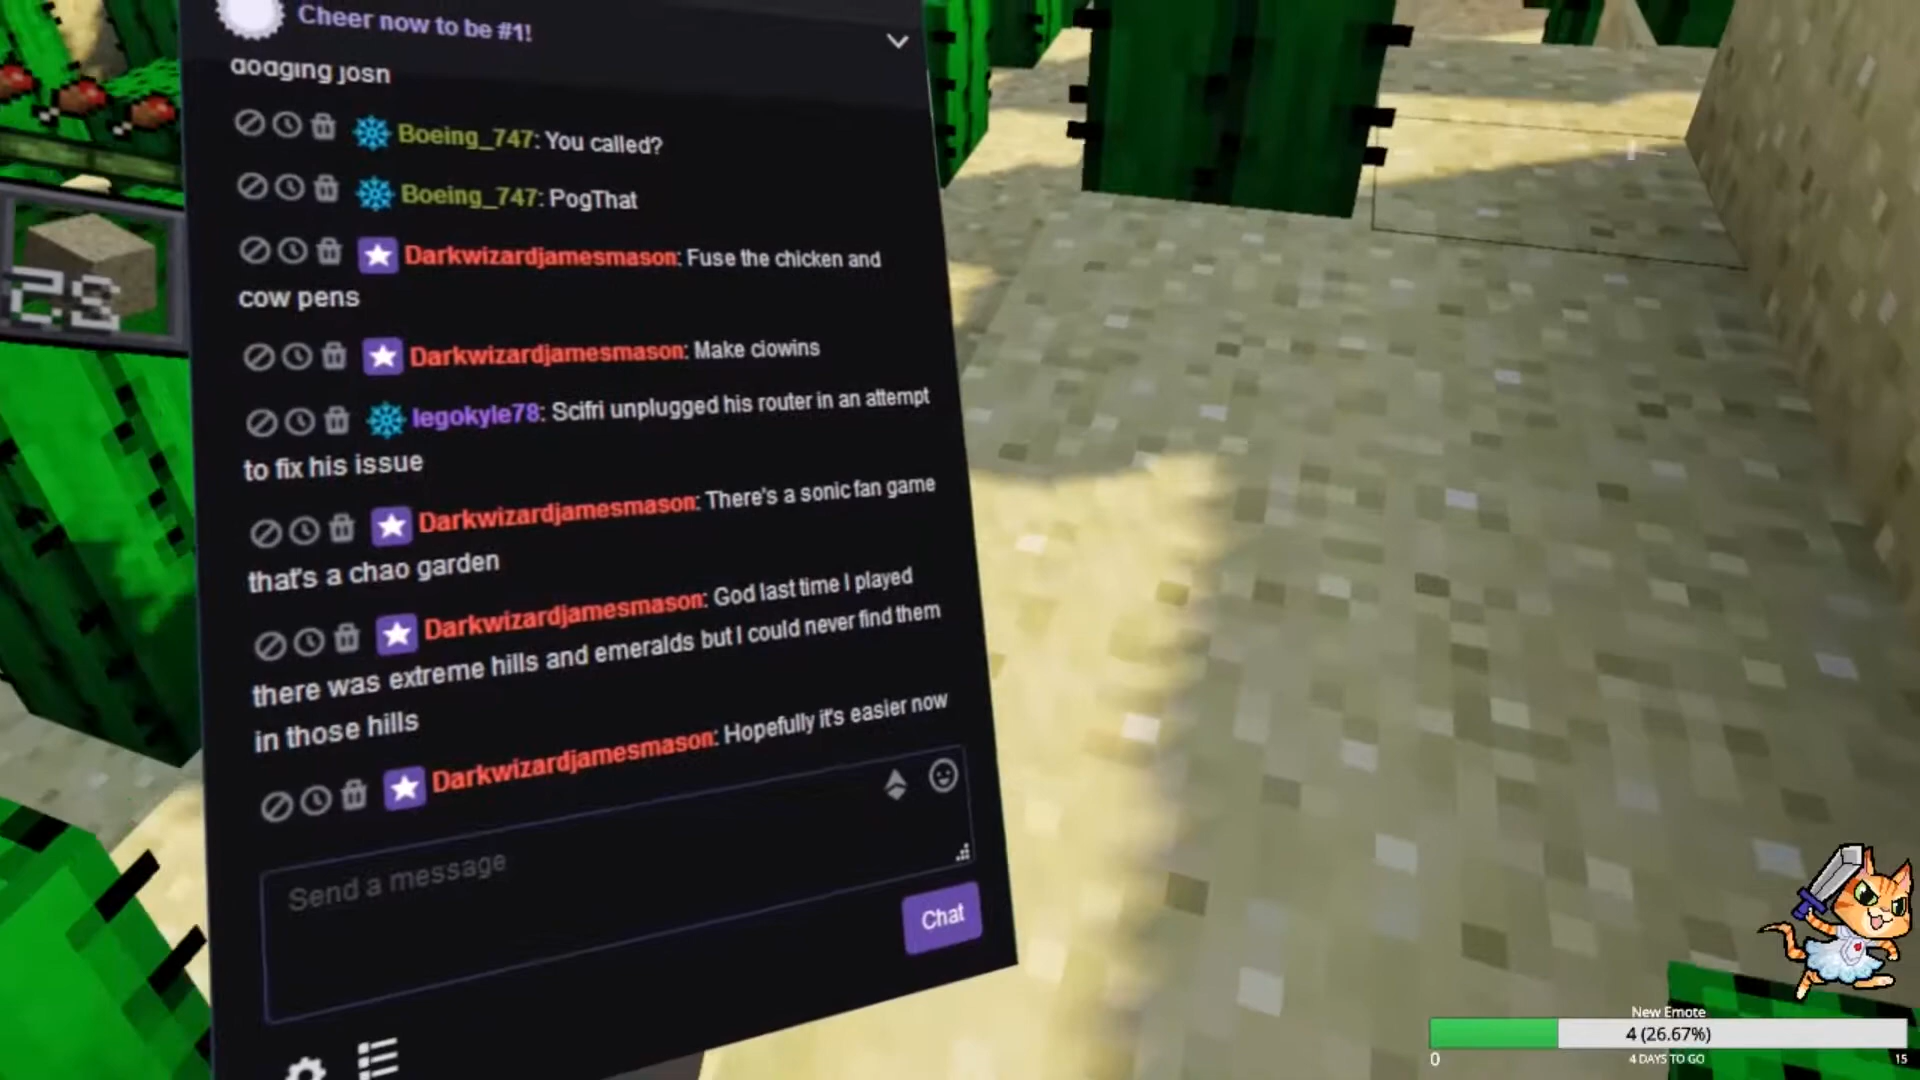 Cheer now to be #1!
dodging josh
Boeing_747: You called?
Boeing_747: PogThat
Darkwizardjamesmason: Fuse the chicken and
cow pens
Darkwizardjamesmason: Make clowins
legokyle78: Scifri unplugged his router in an attempt
to fix his issue
Darkwizardjamesmason: There's a sonic fan game
that's a chao garden
Darkwizardjamesmason: God last time I played
there was extreme hills and emeralds but I could never find them
in those hills
Darkwizardjamesmason: Hopefully it's easier now
Send a message
Chat
New Emote
4 (26.67%)
0 4 DAYS TO GO 15